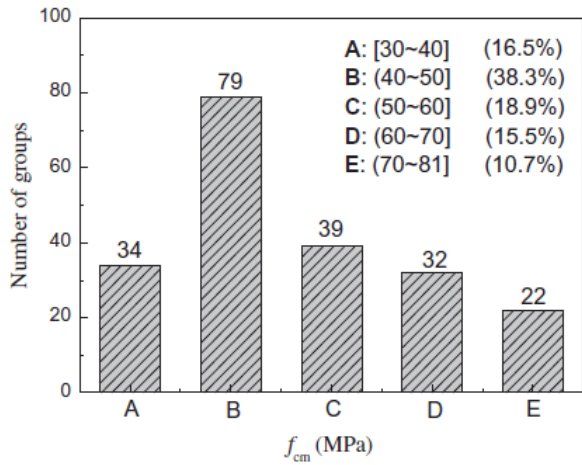 100
80
60
40
20
0
Number of groups
A: [30~40] (16.5%)
B: (40~50] (38.3%)
C: (50~60] (18.9%)
D: (60~70] (15.5%)
E: (70~81] (10.7%)
34
79
39
32
22
A B C D E
f_cm (MPa)